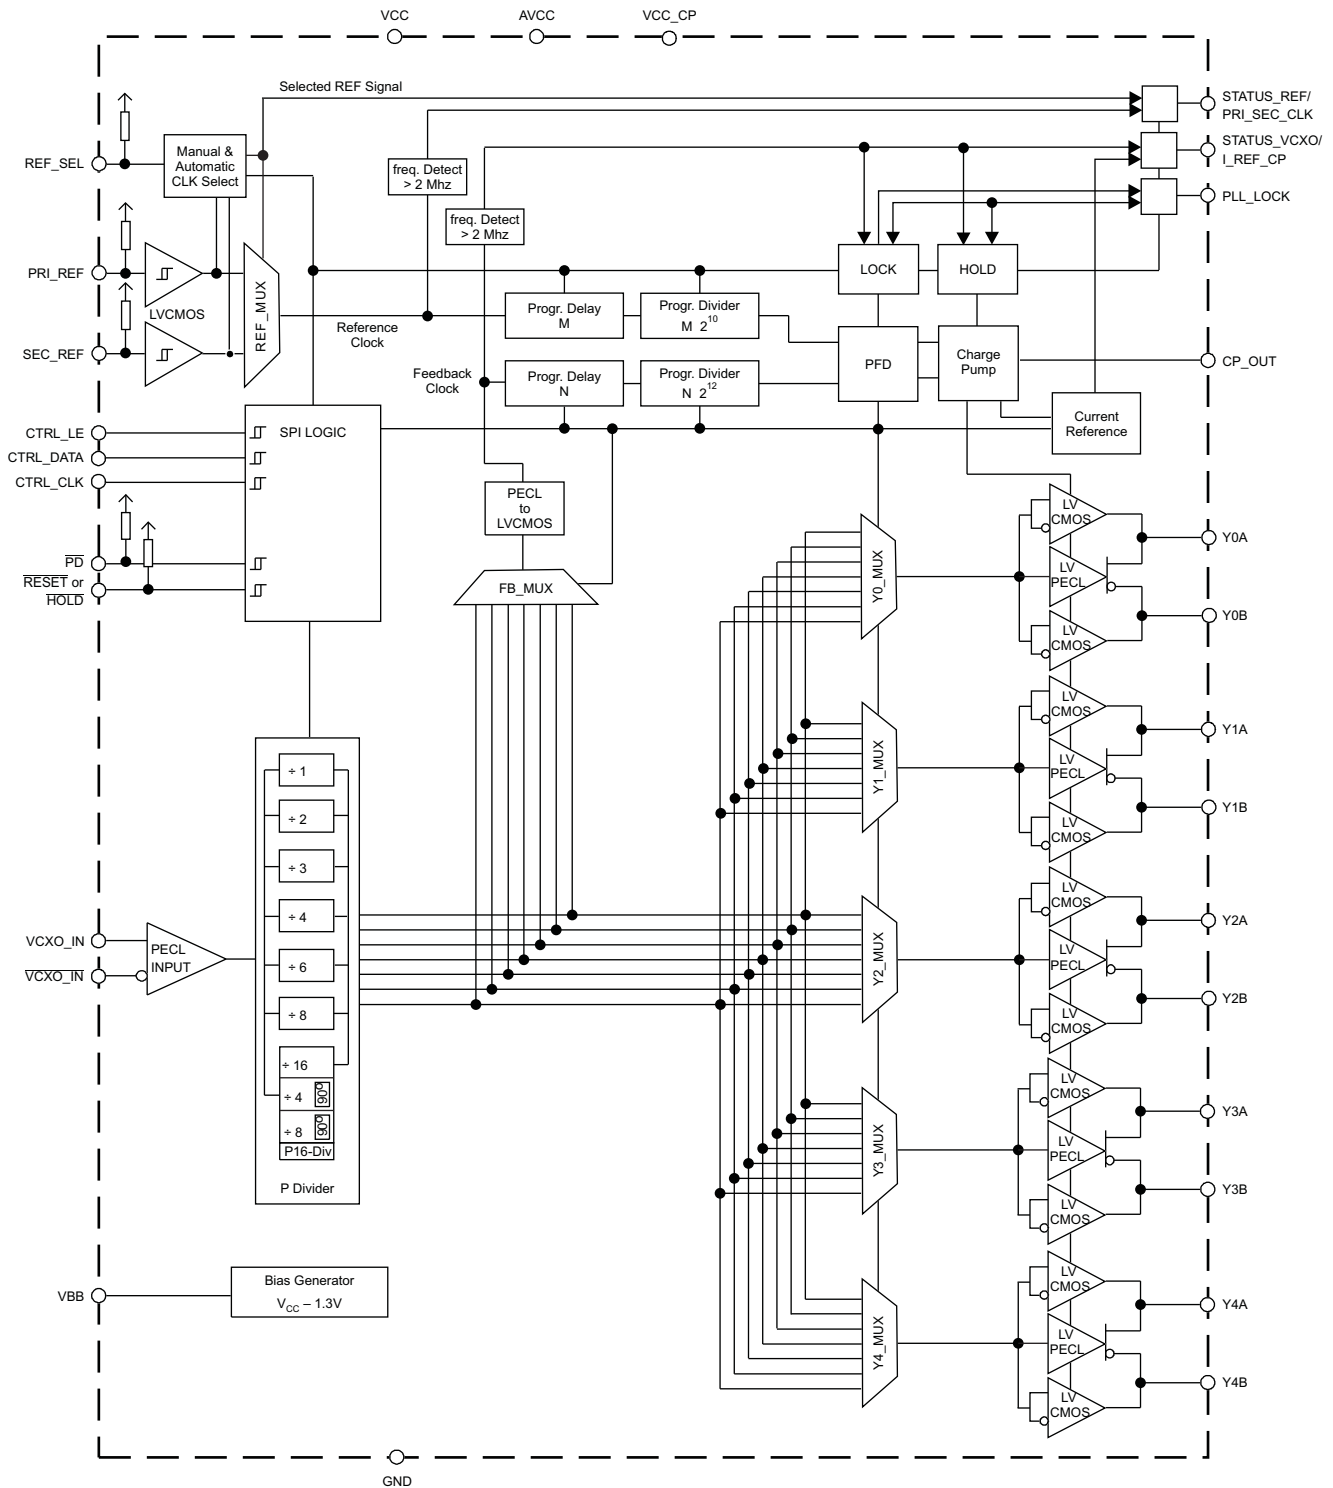 VCC
AVCC
VCC_CP
Selected REF Signal
STATUS_REF/
PRI_SEC_CLK
REF_SEL
Manual &
Automatic
CLK Select
freq. Detect
> 2 Mhz
STATUS_VCXO/
I_REF_CP
PLL_LOCK
freq. Detect
> 2 Mhz
PRI_REF
LVCMOS
REF_MUX
LOCK
HOLD
Progr. Delay
M
Progr. Divider
M 2^10
Reference
Clock
SEC_REF
PFD
Charge
Pump
CP_OUT
Feedback
Clock
Progr. Delay
N
Progr. Divider
N 2^12
Current
Reference
CTRL_LE
CTRL_DATA
CTRL_CLK
SPI LOGIC
PECL
to
LVCMOS
PD
RESET or
HOLD
FB_MUX
Y0_MUX
LV
CMOS
LV
PECL
LV
CMOS
Y0A
Y0B
Y1_MUX
LV
CMOS
LV
PECL
LV
CMOS
Y1A
Y1B
÷ 1
÷ 2
÷ 3
÷ 4
÷ 6
÷ 8
÷ 16
÷ 4 90°
÷ 8 90°
P16-Div
P Divider
VCXO_IN
VCXO_IN
PECL
INPUT
Y2_MUX
LV
CMOS
LV
PECL
LV
CMOS
Y2A
Y2B
Y3_MUX
LV
CMOS
LV
PECL
LV
CMOS
Y3A
Y3B
VBB
Bias Generator
VCC – 1.3V
Y4_MUX
LV
CMOS
LV
PECL
LV
CMOS
Y4A
Y4B
GND